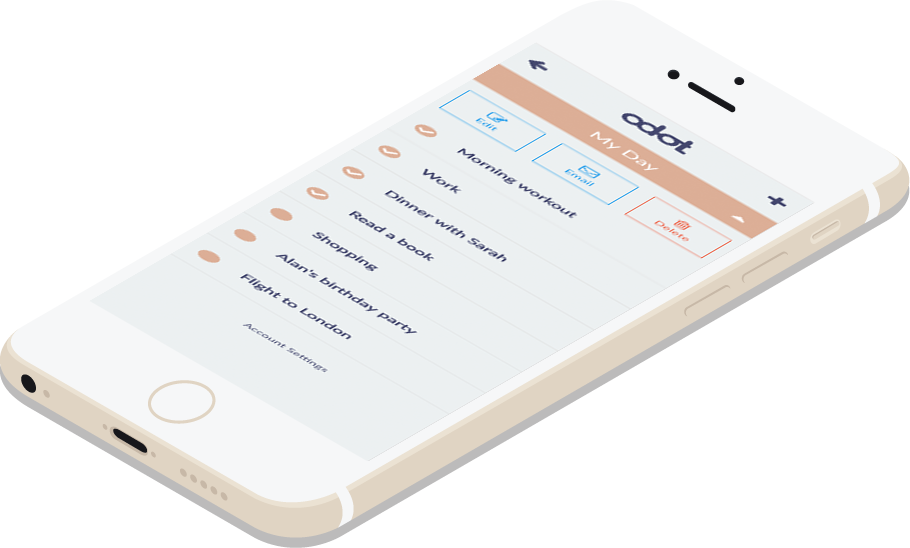 odot
My Day
Edit
Email
Delete
Morning workout
Work
Dinner with Sarah
Read a book
Shopping
Alan's birthday party
Flight to London
Account Settings